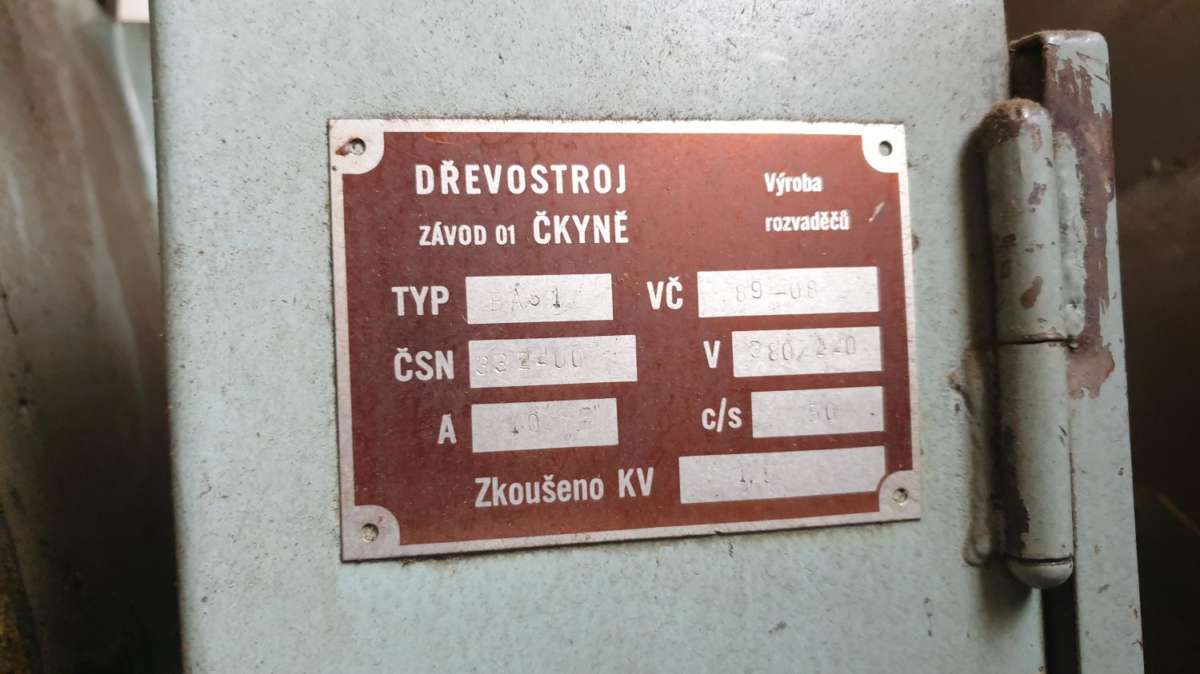 DŘEVOSTROJ Výroba
ZÁVOD 01 ČKYNĚ rozvaděčů
TYP VČ 89-08
ČSN V 380/220
A c/s 50
Zkoušeno KV